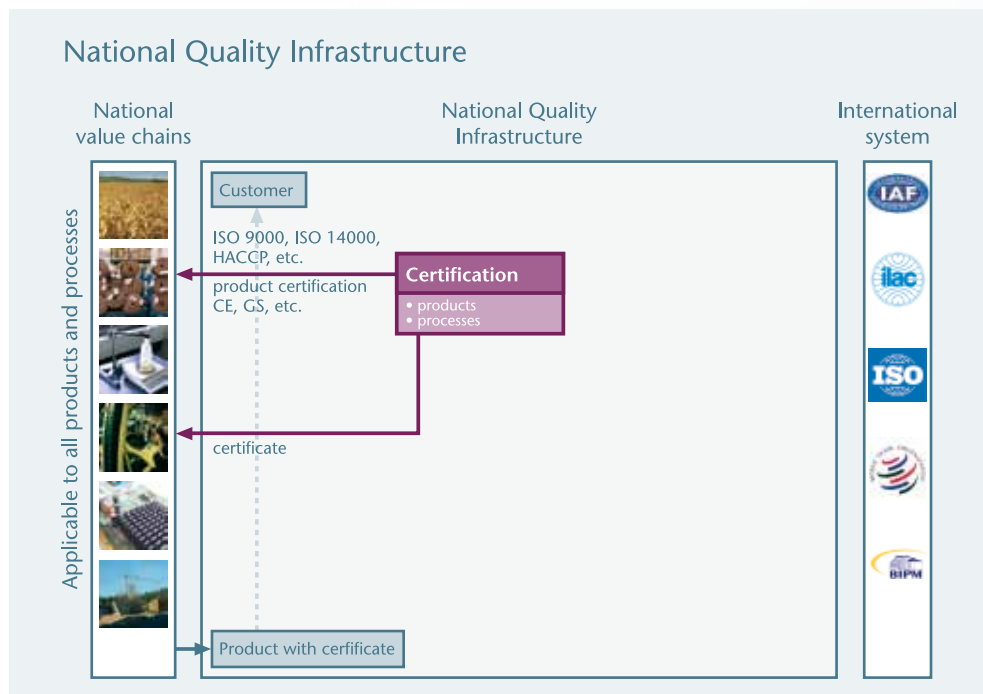 National Quality Infrastructure
National
value chains
National Quality
Infrastructure
International
system
Applicable to all products and processes
Customer
ISO 9000, ISO 14000,
HACCP, etc.
product certification
CE, GS, etc.
Certification
• products
• processes
certificate
Product with cerfificate
IAF
ilac
ISO
BIPM